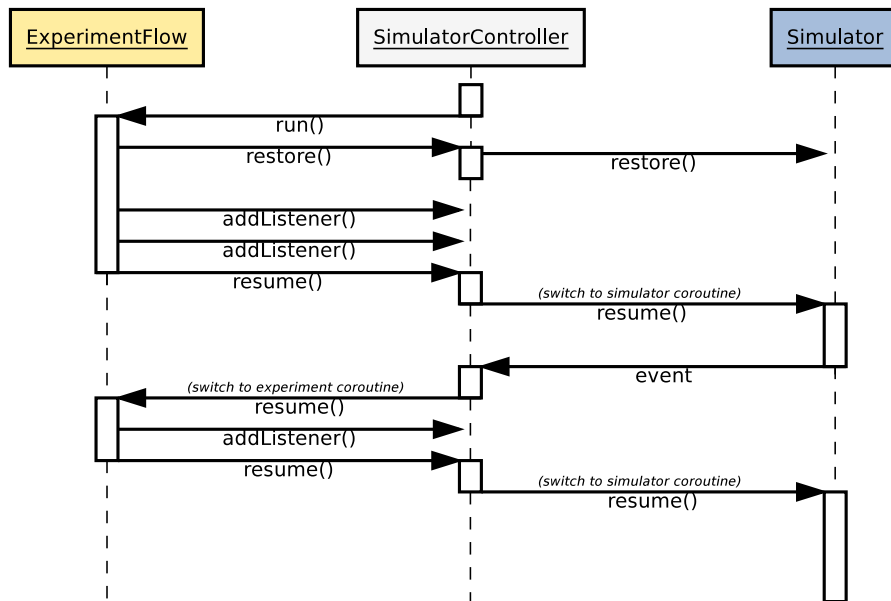 ExperimentFlow
SimulatorController
Simulator
run()
restore()
restore()
addListener()
addListener()
resume()
(switch to simulator coroutine)
resume()
event
(switch to experiment coroutine)
resume()
addListener()
resume()
(switch to simulator coroutine)
resume()